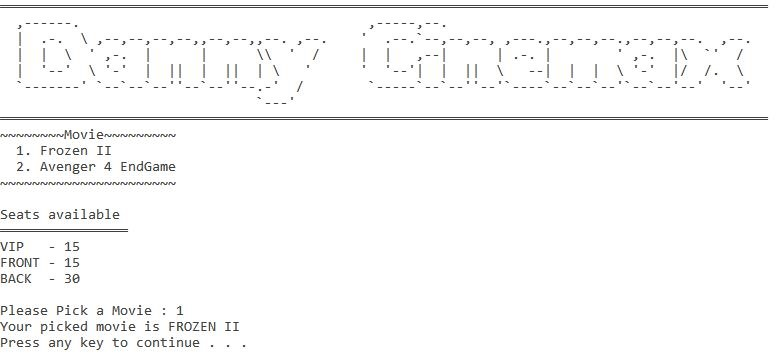 Danny Cinemax
~~~~~~~~Movie~~~~~~~~~
1. Frozen II
2. Avenger 4 EndGame
~~~~~~~~~~~~~~~~~~~~~~
Seats available
VIP - 15
FRONT - 15
BACK - 30
Please Pick a Movie : 1
Your picked movie is FROZEN II
Press any key to continue . . .